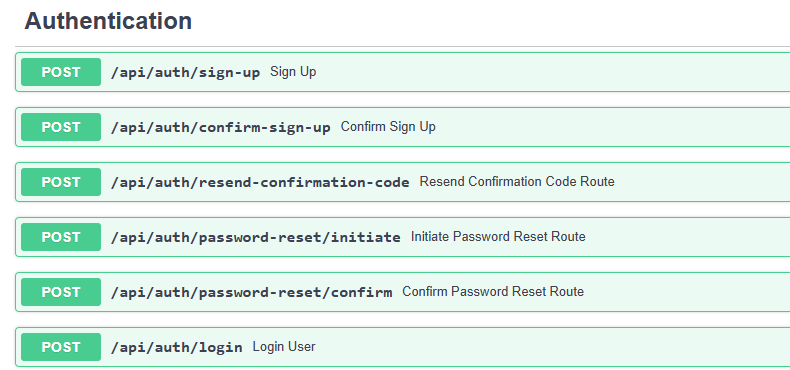 Authentication
POST /api/auth/sign-up Sign Up
POST /api/auth/confirm-sign-up Confirm Sign Up
POST /api/auth/resend-confirmation-code Resend Confirmation Code Route
POST /api/auth/password-reset/initiate Initiate Password Reset Route
POST /api/auth/password-reset/confirm Confirm Password Reset Route
POST /api/auth/login Login User